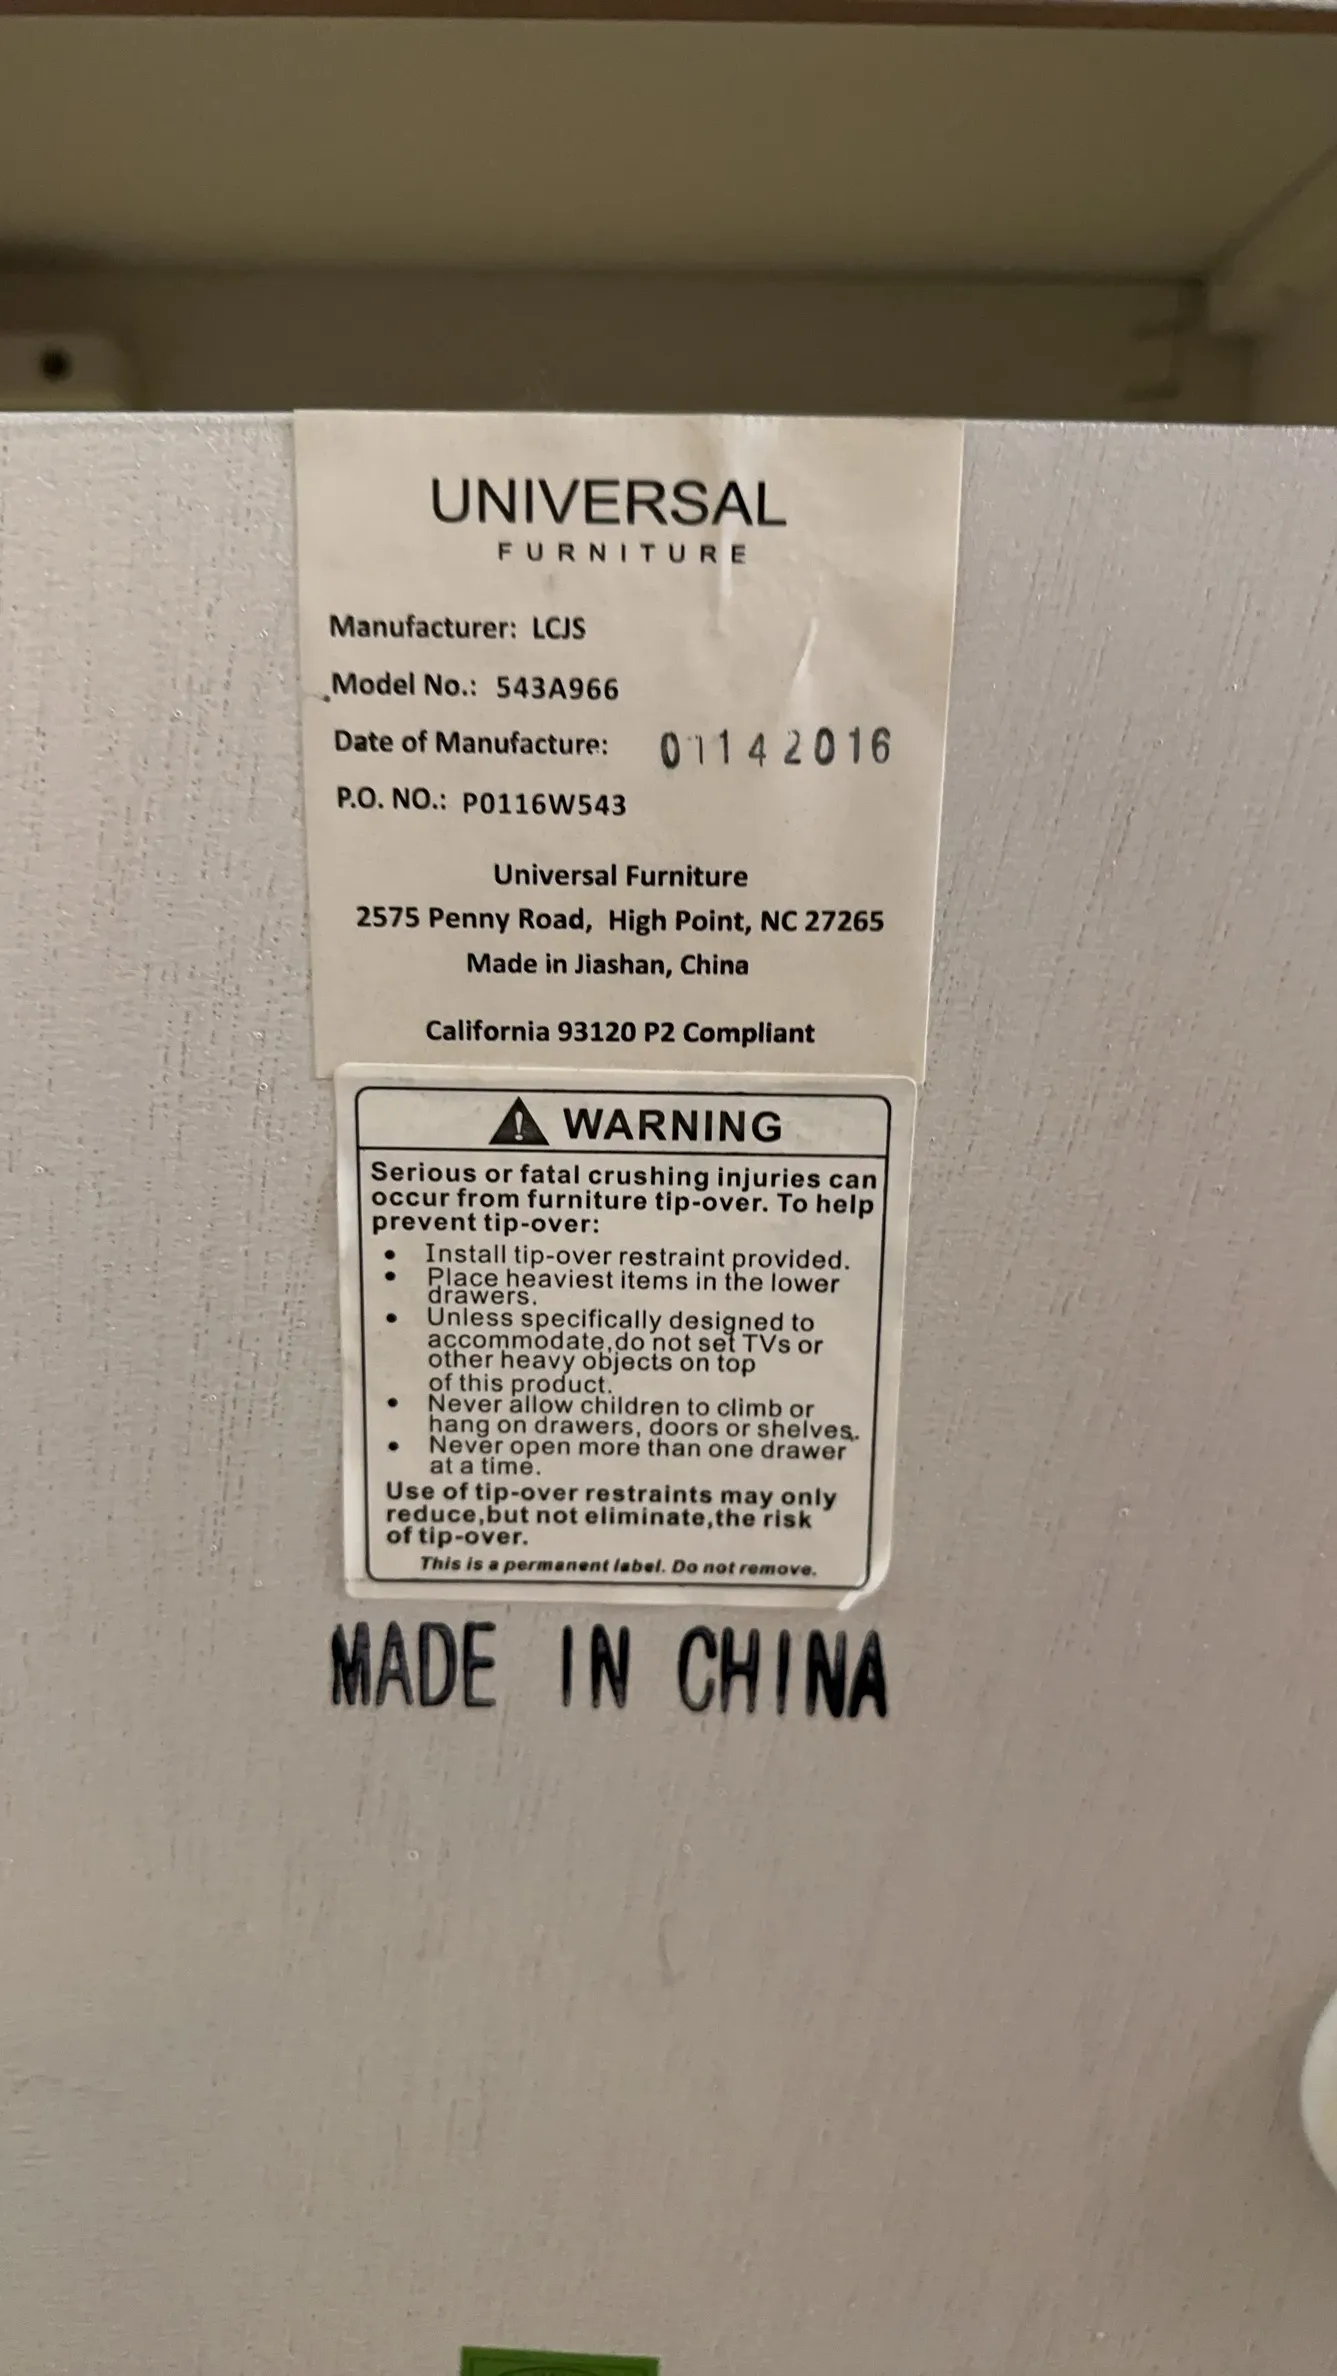 UNIVERSAL
FURNITURE
Manufacturer: LCJS
Model No.: 543A966
Date of Manufacture: 01142016
P.O. NO.: P0116W543
Universal Furniture
2575 Penny Road, High Point, NC 27265
Made in Jiashan, China
California 93120 P2 Compliant
WARNING
Serious or fatal crushing injuries can
occur from furniture tip-over. To help
prevent tip-over:
• Install tip-over restraint provided.
• Place heaviest items in the lower
drawers.
• Unless specifically designed to
accommodate,do not set TVs or
other heavy objects on top
of this product.
• Never allow children to climb or
hang on drawers, doors or shelves.
• Never open more than one drawer
at a time.
Use of tip-over restraints may only
reduce,but not eliminate,the risk
of tip-over.
This is a permanent label. Do not remove.
MADE IN CHINA